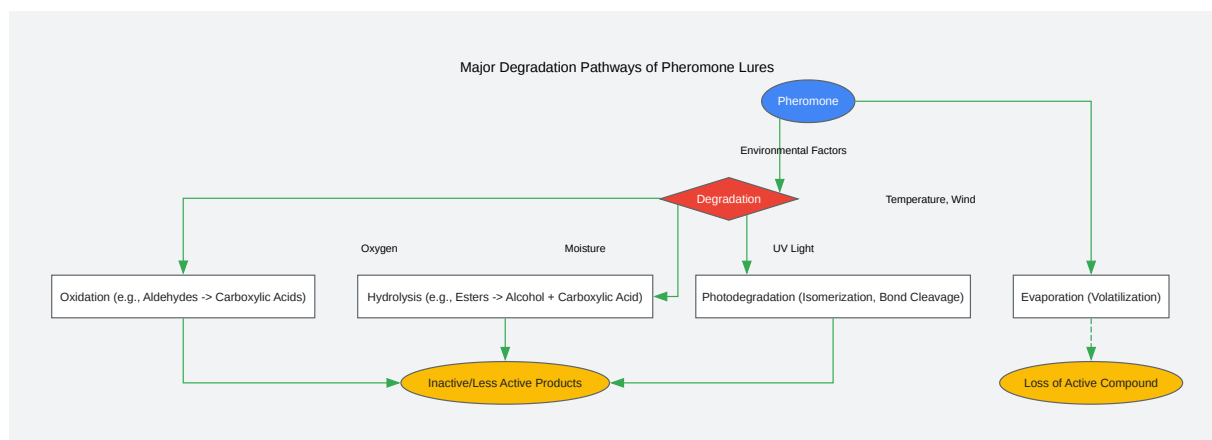 Major Degradation Pathways of Pheromone Lures
Pheromone
Environmental Factors
Degradation
Temperature, Wind
Oxygen
Moisture
UV Light
Oxidation (e.g., Aldehydes -> Carboxylic Acids)
Hydrolysis (e.g., Esters -> Alcohol + Carboxylic Acid)
Photodegradation (Isomerization, Bond Cleavage)
Evaporation (Volatilization)
Inactive/Less Active Products
Loss of Active Compound